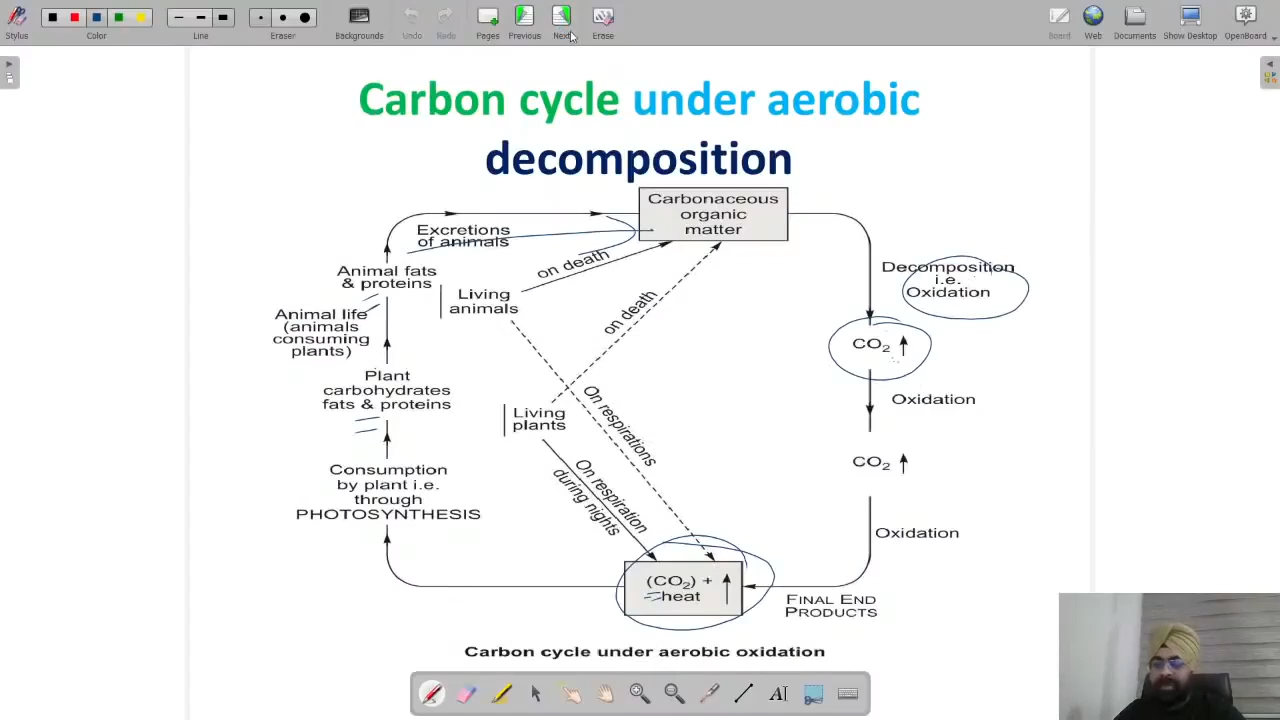 Stylus
Color
Line
Eraser
Backgrounds
Undo
Redo
Pages
Previous
Next
Erase
Board
Web
Documents
Show Desktop
OpenBoard
Carbon cycle under aerobic
decomposition
Carbonaceous
organic
matter
Excretions
of animals
on death
Animal fats
& proteins
Living
animals
Animal life
(animals
consuming
plants)
on death
Decomposition
i.e.
Oxidation
CO₂ ↑
Plant
carbohydrates
fats & proteins
Living
plants
On respirations
Oxidation
CO₂ ↑
Consumption
by plant i.e.
through
PHOTOSYNTHESIS
On respiration
during nights
Oxidation
(CO₂) + ↑
heat
FINAL END
PRODUCTS
Carbon cycle under aerobic oxidation
AI